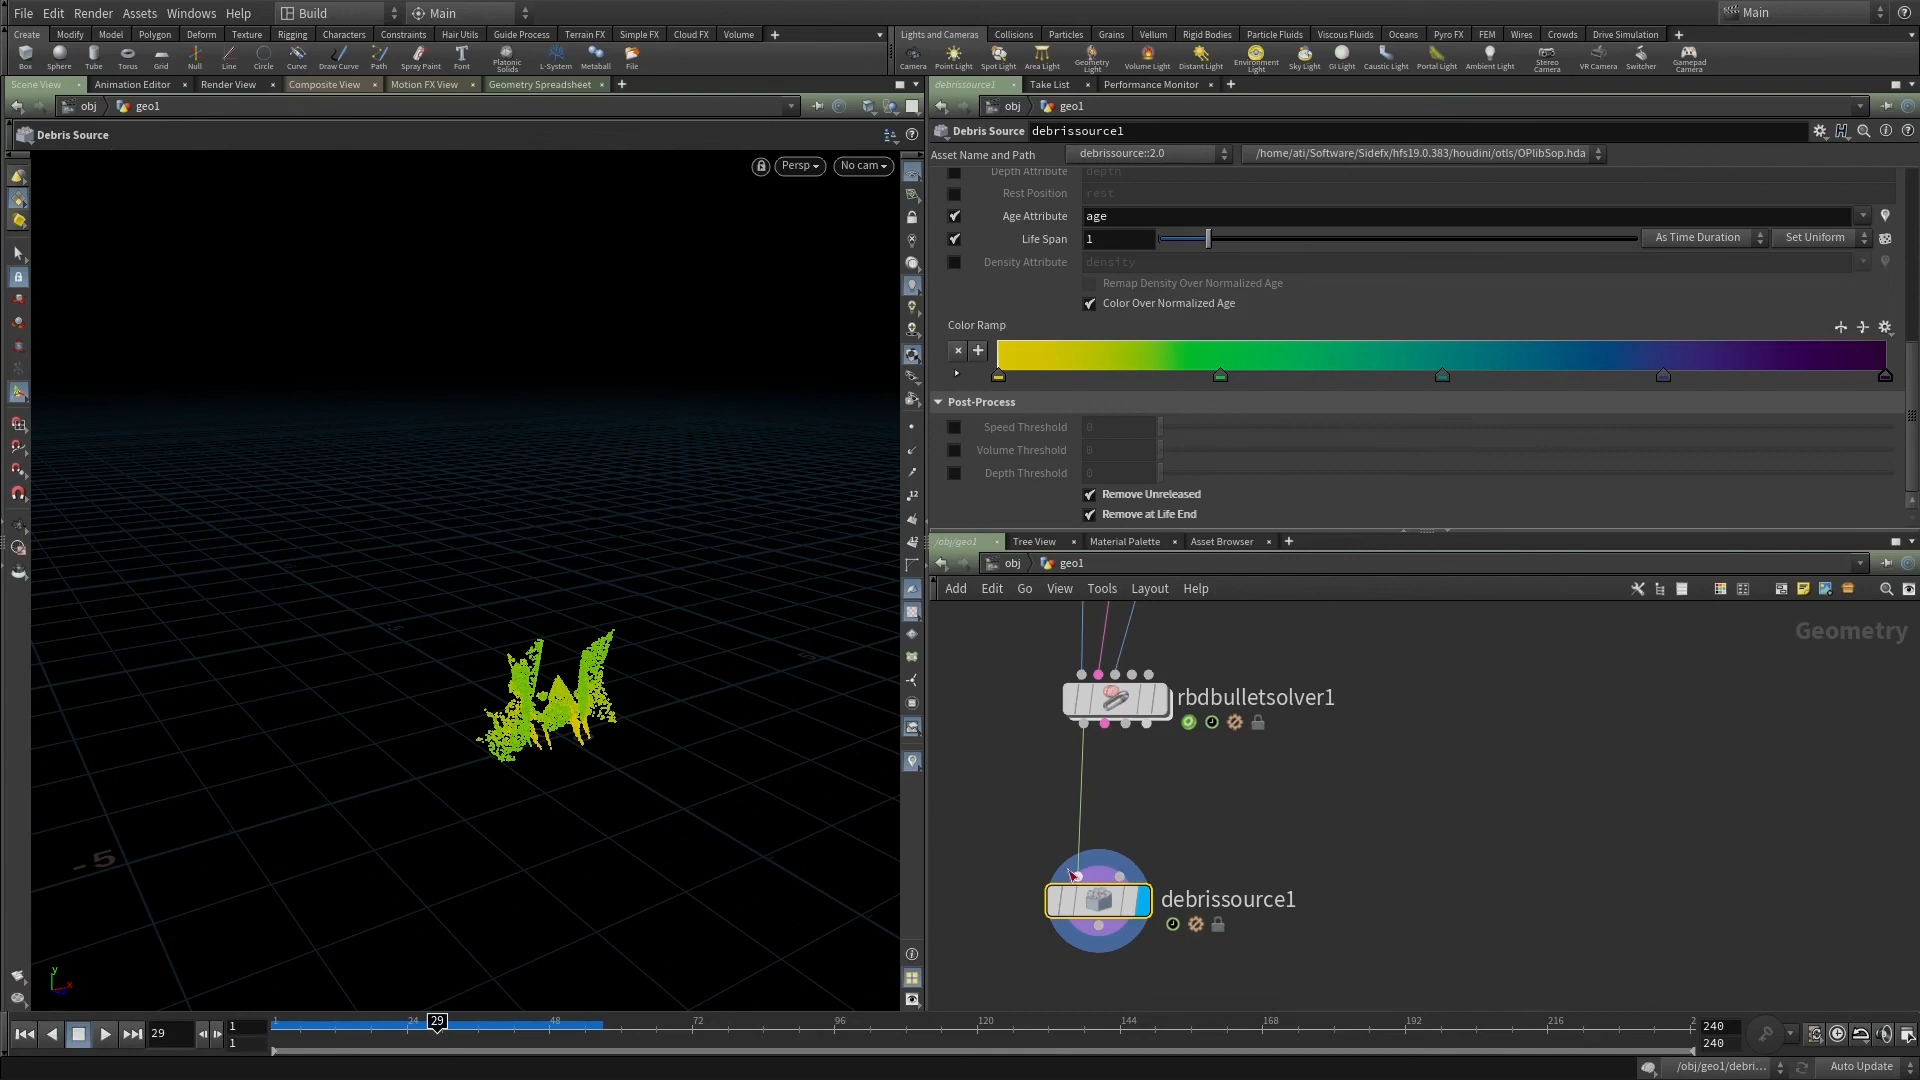 File Edit Render Assets Windows Help Build Main Main
Create Modify Model Polygon Deform Texture Rigging Characters Constraints Hair Utils Guide Process Terrain FX Simple FX Cloud FX Volume
Lights and Cameras Collisions Particles Grains Vellum Rigid Bodies Particle Fluids Viscous Fluids Oceans Pyro FX FEM Wires Crowds Drive Simulation
Box Sphere Tube Torus Grid Null Line Circle Curve Draw Curve Path Spray Paint Font Platonic Solids L-System Metaball File
Camera Point Light Spot Light Area Light Geometry Light Volume Light Distant Light Environment Light Sky Light GI Light Caustic Light Portal Light Ambient Light Stereo Camera VR Camera Switcher Gamepad Camera
Scene View Animation Editor Render View Composite View Motion FX View Geometry Spreadsheet
debrissource1 Take List Performance Monitor
obj geo1
obj geo1
Debris Source
Debris Source debrissource1
Asset Name and Path debrissource::2.0 /home/ati/Software/Sidefx/hfs19.0.383/houdini/otls/OPlibSop.hda
Persp No cam
Depth Attribute depth
Rest Position rest
Age Attribute age
Life Span 1 As Time Duration Set Uniform
Density Attribute density
Remap Density Over Normalized Age
Color Over Normalized Age
Color Ramp
Post-Process
Speed Threshold 0
Volume Threshold 0
Depth Threshold 0
Remove Unreleased
Remove at Life End
/obj/geo1 Tree View Material Palette Asset Browser
obj geo1
Add Edit Go View Tools Layout Help
Geometry
rbdbulletsolver1
debrissource1
-5
y
x
29 1 1 24 29 48 72 96 120 144 168 192 216 2 240
1 240
/obj/geo1/debri... Auto Update